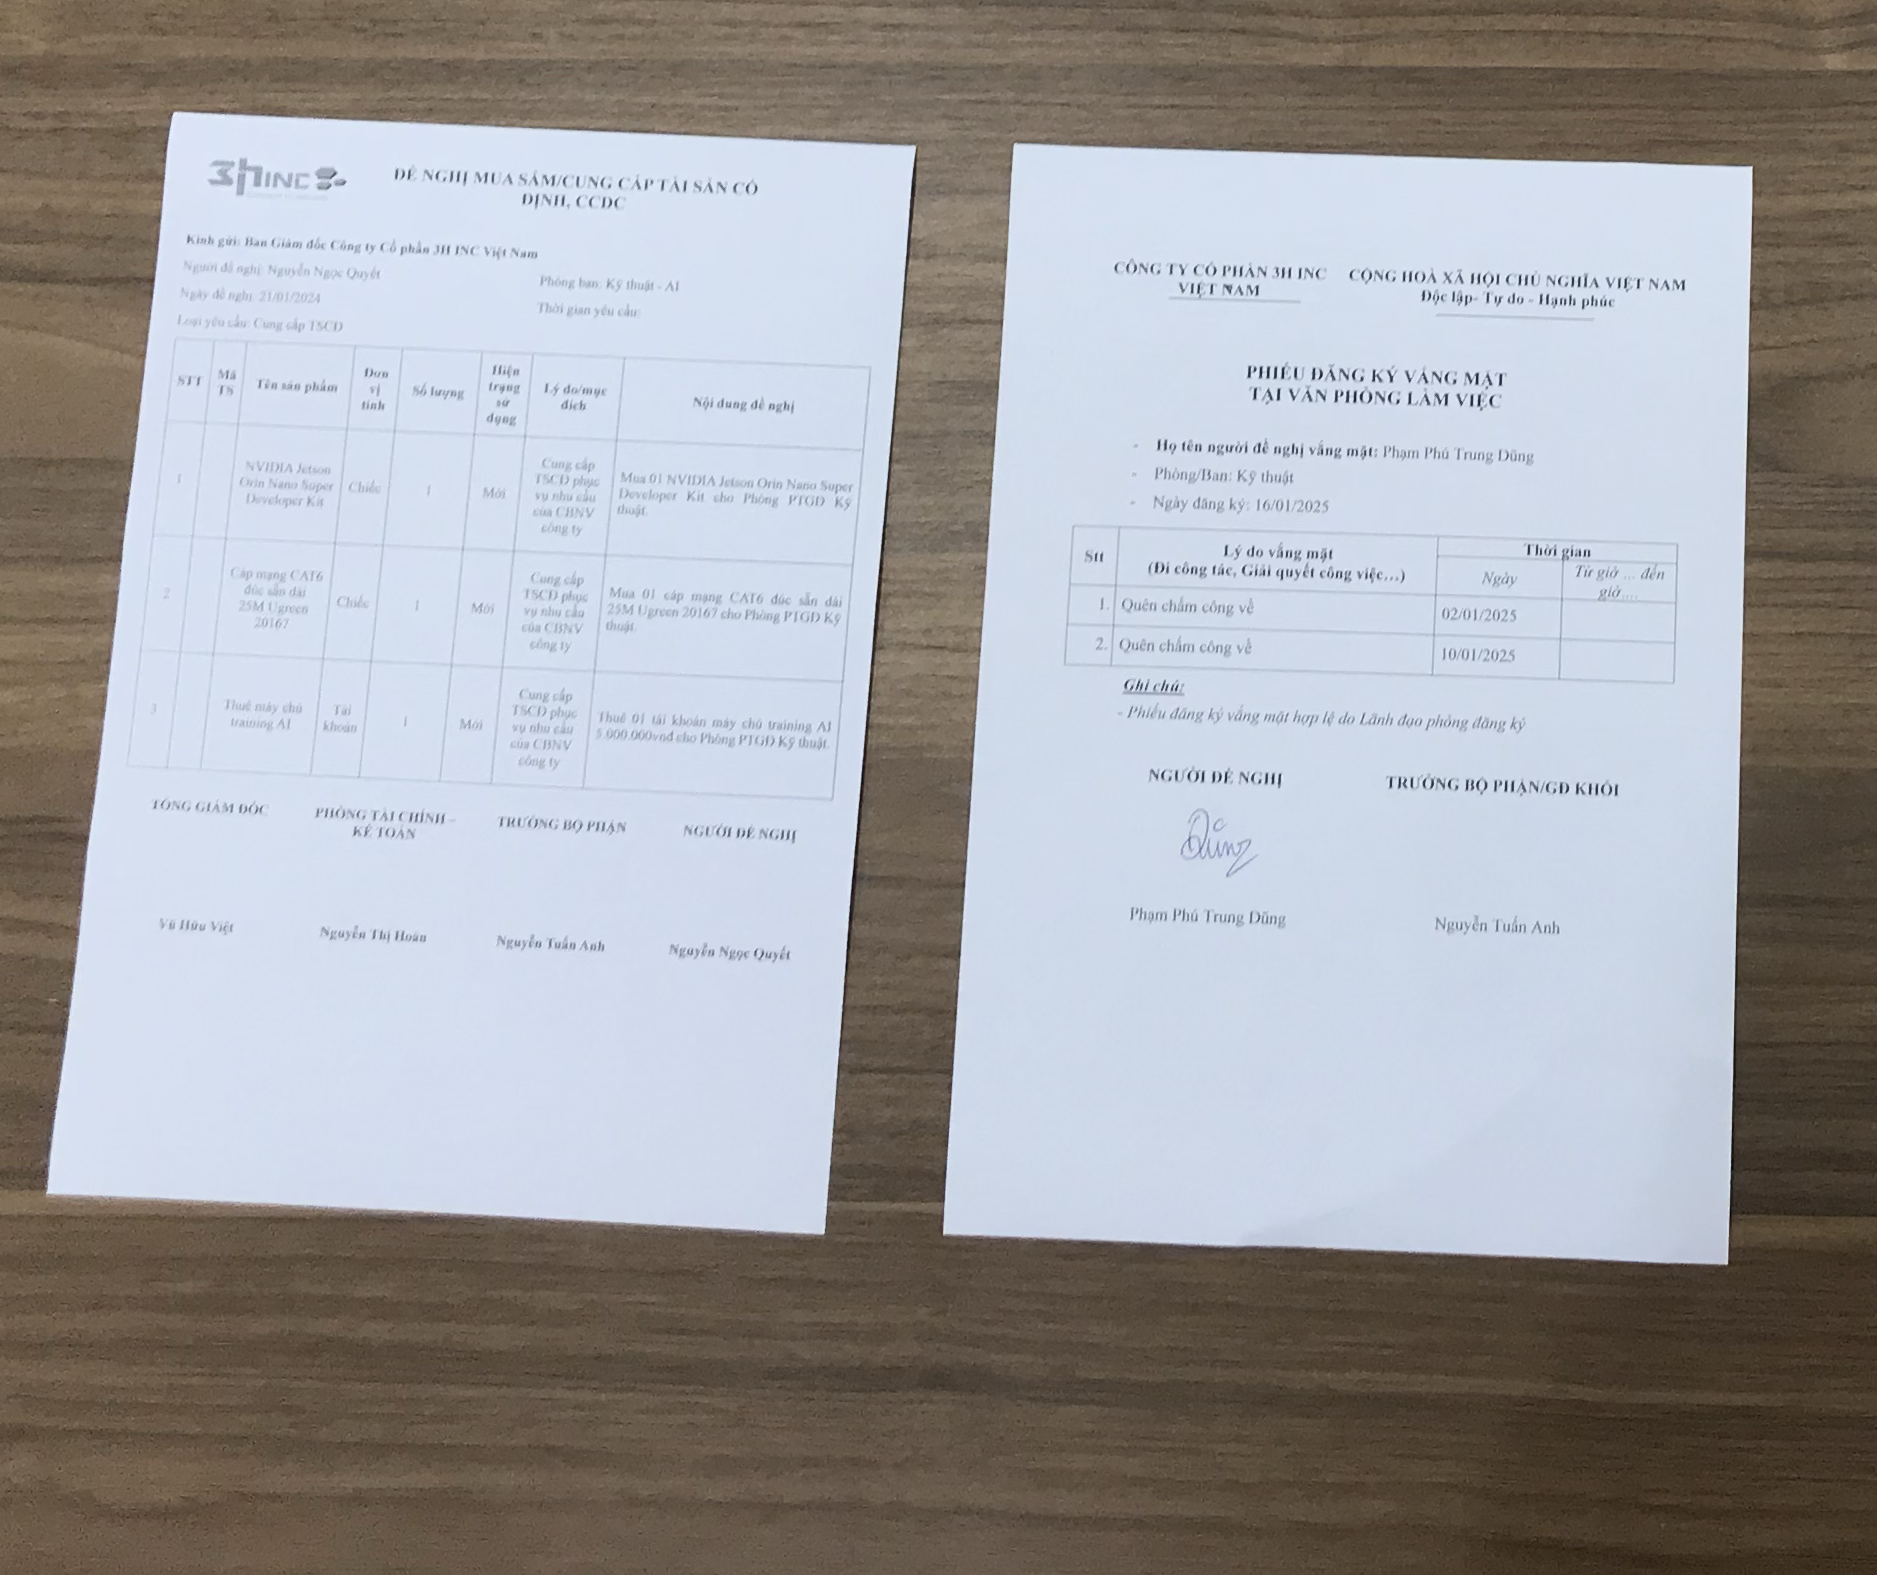 3hINC
ĐỀ NGHỊ MUA SẮM/CUNG CẤP TÀI SẢN CỐ
ĐỊNH, CCDC
Kính gửi: Ban Giám đốc Công ty Cổ phần 3H INC Việt Nam
Người đề nghị: Nguyễn Ngọc Quyết
Phòng ban: Kỹ thuật - AI
Ngày đề nghị: 21/01/2024
Thời gian yêu cầu:
Loại yêu cầu: Cung cấp TSCD
STT
Mã
TS
Tên sản phẩm
Đơn
vị
tính
Số lượng
Hiện
trạng
sử
dụng
Lý do/mục
đích
Nội dung đề nghị
1
NVIDIA Jetson
Orin Nano Super
Developer Kit
Chiếc
1
Mới
Cung cấp
TSCD phục
vụ nhu cầu
của CBNV
công ty
Mua 01 NVIDIA Jetson Orin Nano Super
Developer Kit cho Phòng PTGD Kỹ
thuật.
2
Cáp mạng CAT6
đúc sẵn dài
25M Ugreen
20167
Chiếc
1
Mới
Cung cấp
TSCD phục
vụ nhu cầu
của CBNV
công ty
Mua 01 cáp mạng CAT6 đúc sẵn dài
25M Ugreen 20167 cho Phòng PTGD Kỹ
thuật.
3
Thuê máy chủ
training AI
Tài
khoản
1
Mới
Cung cấp
TSCD phục
vụ nhu cầu
của CBNV
công ty
Thuê 01 tài khoản máy chủ training AI
5.000.000vnd cho Phòng PTGD Kỹ thuật.
TỔNG GIÁM ĐỐC
PHÒNG TÀI CHÍNH –
KẾ TOÁN
TRƯỞNG BỘ PHẬN
NGƯỜI ĐỀ NGHỊ
Vũ Hữu Việt
Nguyễn Thị Hoàn
Nguyễn Tuấn Anh
Nguyễn Ngọc Quyết
CÔNG TY CỔ PHẦN 3H INC
VIỆT NAM
CỘNG HOÀ XÃ HỘI CHỦ NGHĨA VIỆT NAM
Độc lập- Tự do - Hạnh phúc
PHIẾU ĐĂNG KÝ VẮNG MẶT
TẠI VĂN PHÒNG LÀM VIỆC
- Họ tên người đề nghị vắng mặt: Phạm Phú Trung Dũng
- Phòng/Ban: Kỹ thuật
- Ngày đăng ký: 16/01/2025
Stt
Lý do vắng mặt
(Đi công tác, Giải quyết công việc...)
Thời gian
Ngày
Từ giờ ... đến
giờ....
1.
Quên chấm công về
02/01/2025
2.
Quên chấm công về
10/01/2025
Ghi chú:
- Phiếu đăng ký vắng mặt hợp lệ do Lãnh đạo phòng đăng ký
NGƯỜI ĐỀ NGHỊ
TRƯỞNG BỘ PHẬN/GĐ KHỐI
Dũng
Phạm Phú Trung Dũng
Nguyễn Tuấn Anh